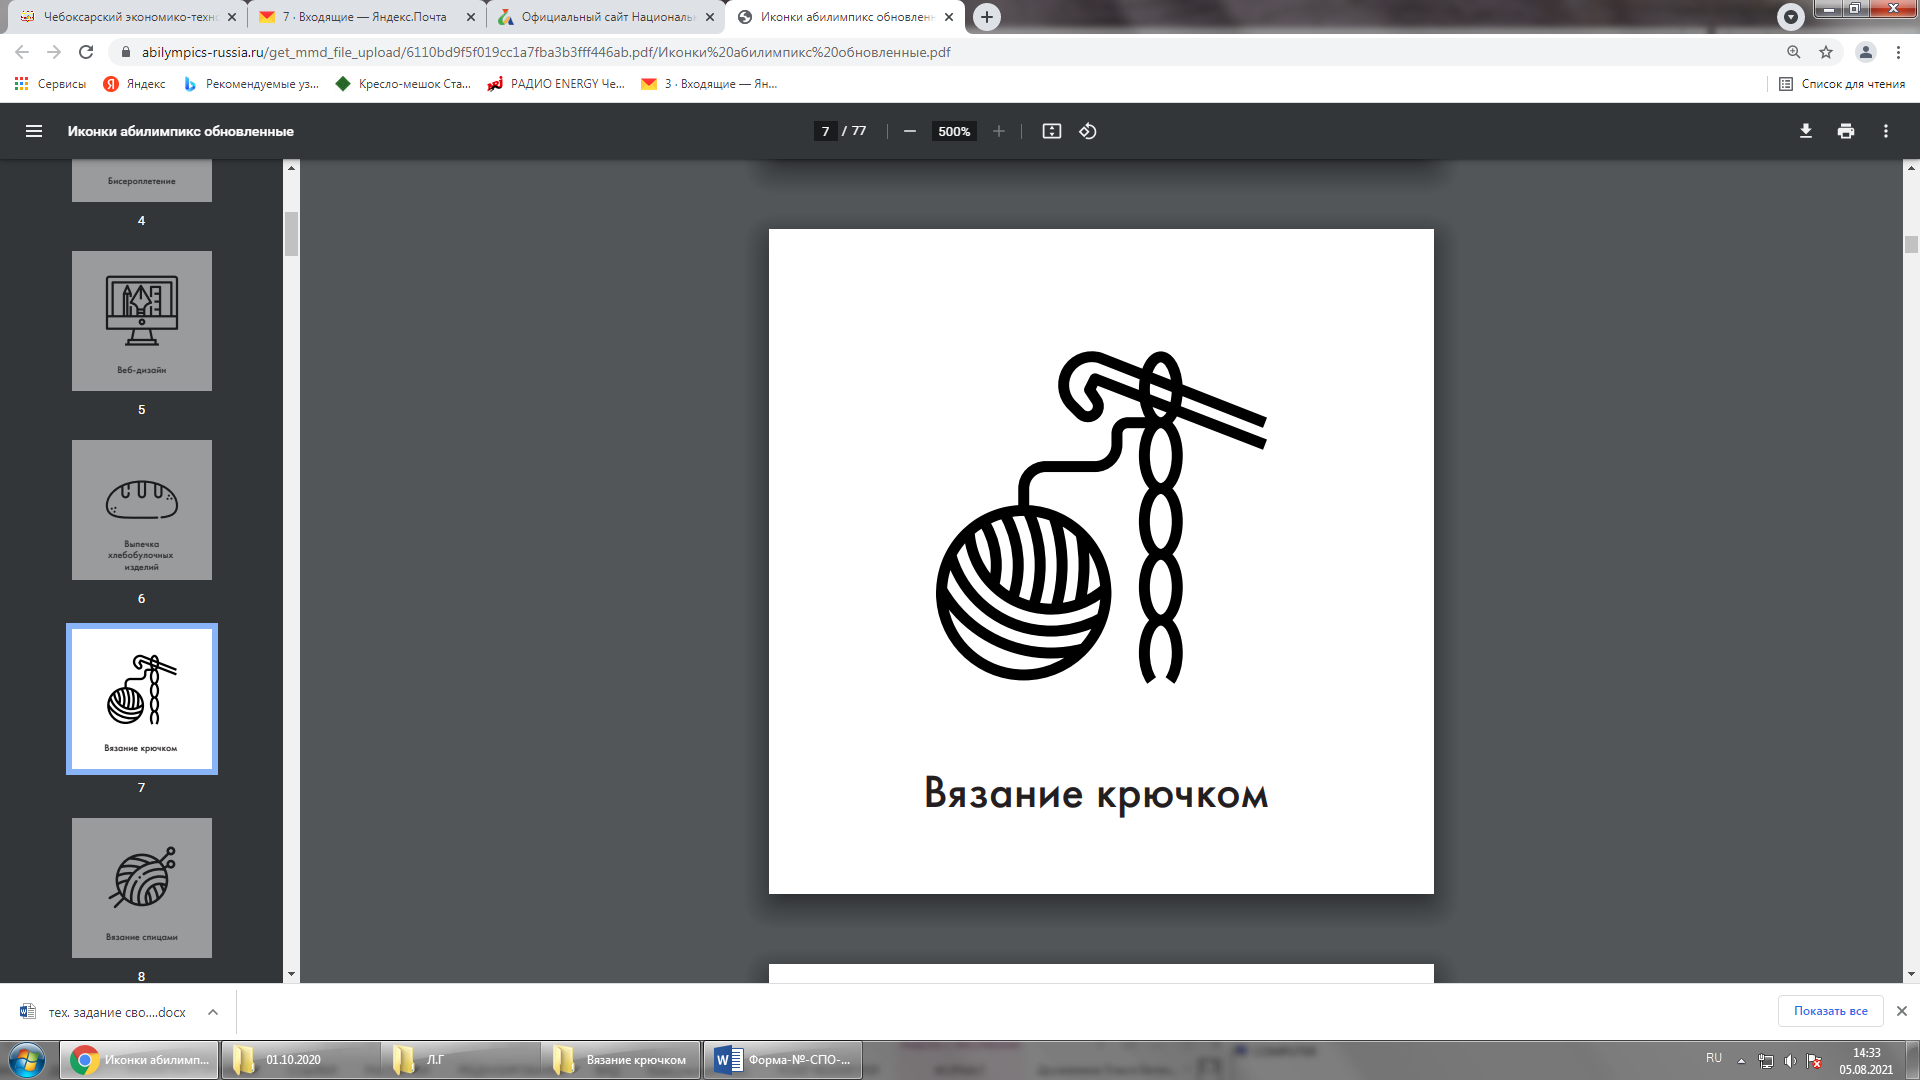 Чебоксарский экономико-техно
7 · Входящие — Яндекс.Почта
Официальный сайт Националь
Иконки абилимпикс обновленн
abilympics-russia.ru/get_mmd_file_upload/6110bd9f5f019cc1a7fba3b3fff446ab.pdf/Иконки%20абилимпикс%20обновленные.pdf
Сервисы
Яндекс
Рекомендуемые уз...
Кресло-мешок Ста...
РАДИО ENERGY Че...
3 · Входящие — Ян...
Список для чтения
Иконки абилимпикс обновленные
7 / 77
500%
Бисероплетение
4
Веб-дизайн
5
Выпечка
хлебобулочных
изделий
6
Вязание крючком
7
Вязание спицами
8
Вязание крючком
тех. задание сво....docx
Показать все
Иконки абилимп...
01.10.2020
Л.Г
Вязание крючком
Форма-№-СПО-...
RU
14:33
05.08.2021